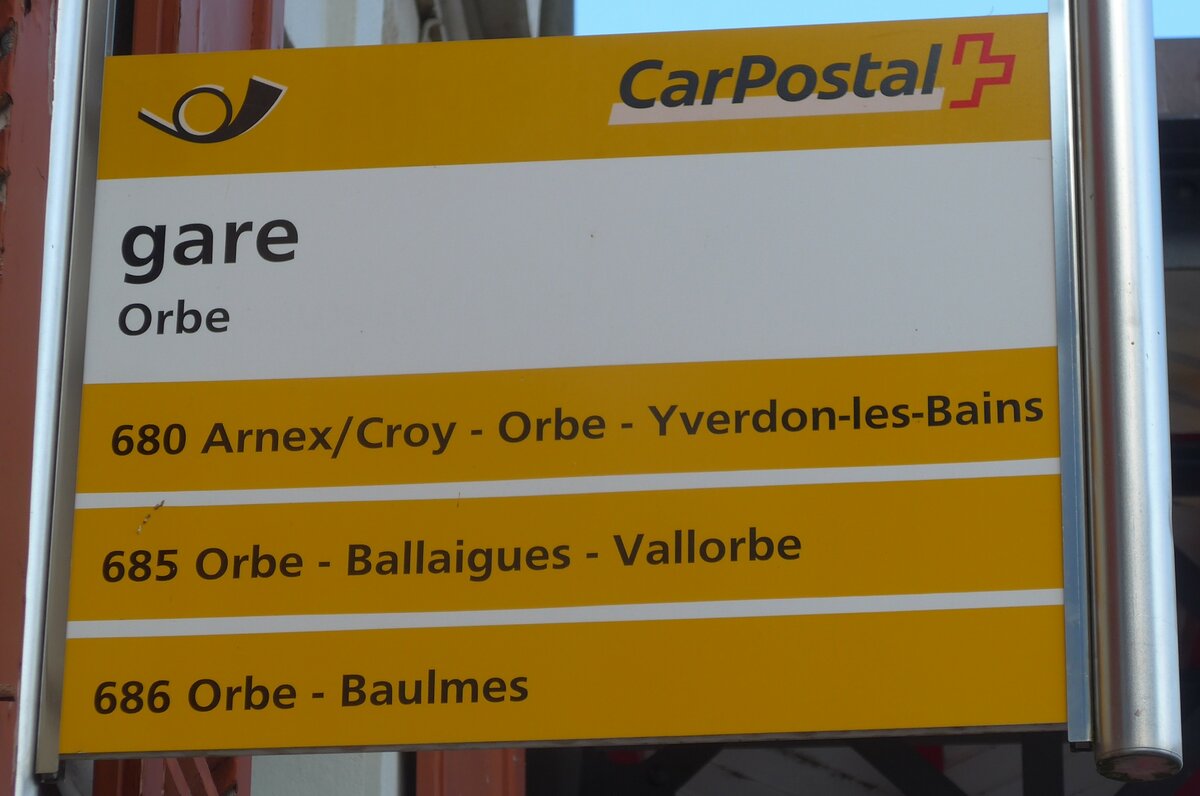 CarPostal
gare
Orbe
680 Arnex/Croy - Orbe - Yverdon-les-Bains
685 Orbe - Ballaigues - Vallorbe
686 Orbe - Baulmes